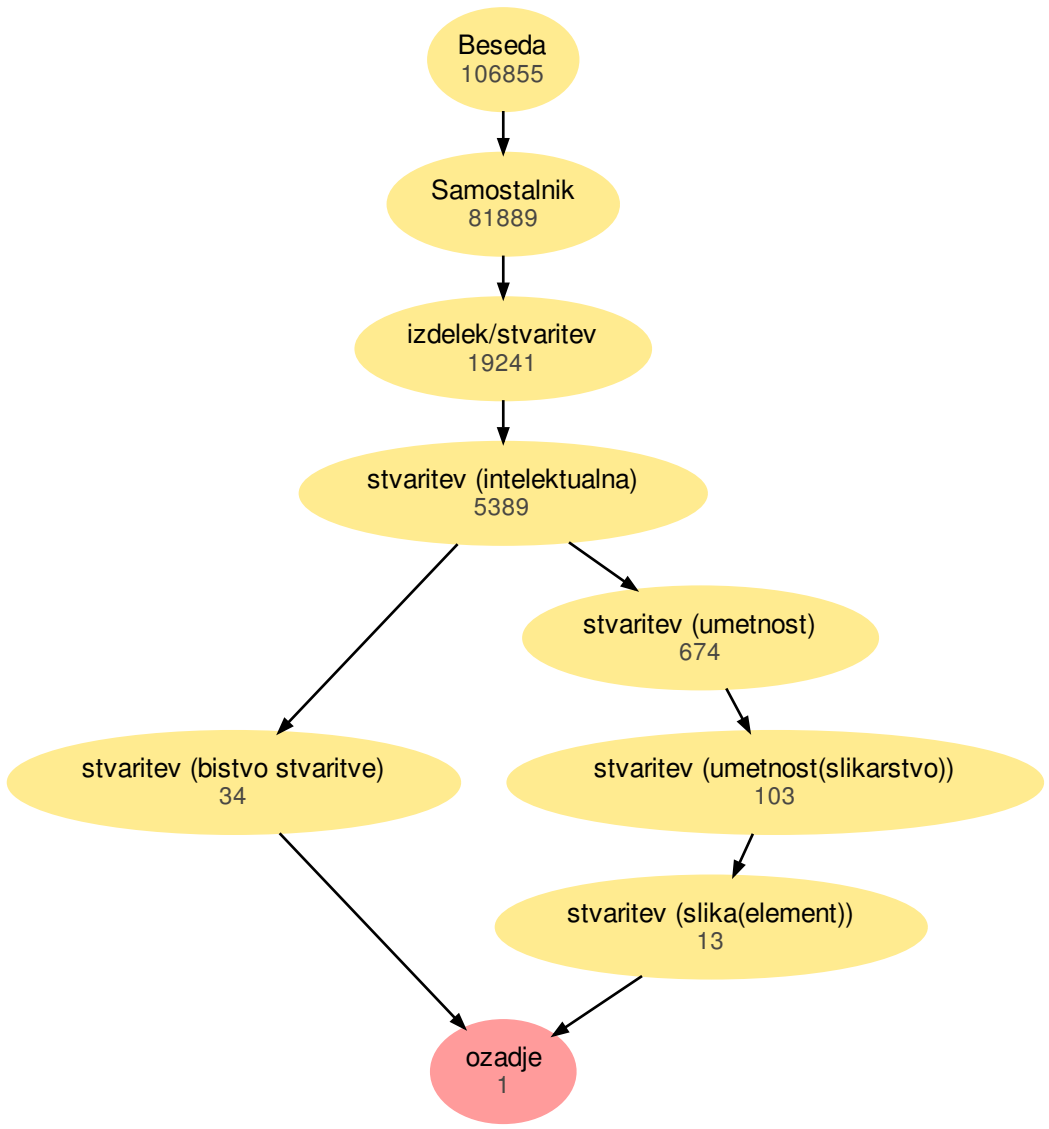 Beseda
106855
Samostalnik
81889
izdelek/stvaritev
19241
stvaritev (intelektualna)
5389
stvaritev (umetnost)
674
stvaritev (bistvo stvaritve)
34
stvaritev (umetnost(slikarstvo))
103
stvaritev (slika(element))
13
ozadje
1